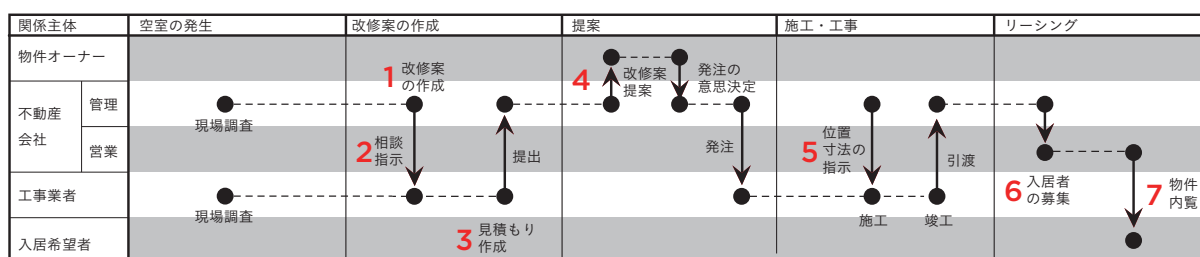 関係主体
空室の発生
改修案の作成
提案
施工・工事
リーシング
物件オーナー
不動産
会社
管理
営業
工事業者
入居希望者
現場調査
現場調査
1 改修案
の作成
2 相談
指示
提出
3 見積もり
作成
4 改修案
提案
発注の
意思決定
発注
5 位置
寸法の
指示
施工
竣工
引渡
6 入居者
の募集
7 物件
内覧